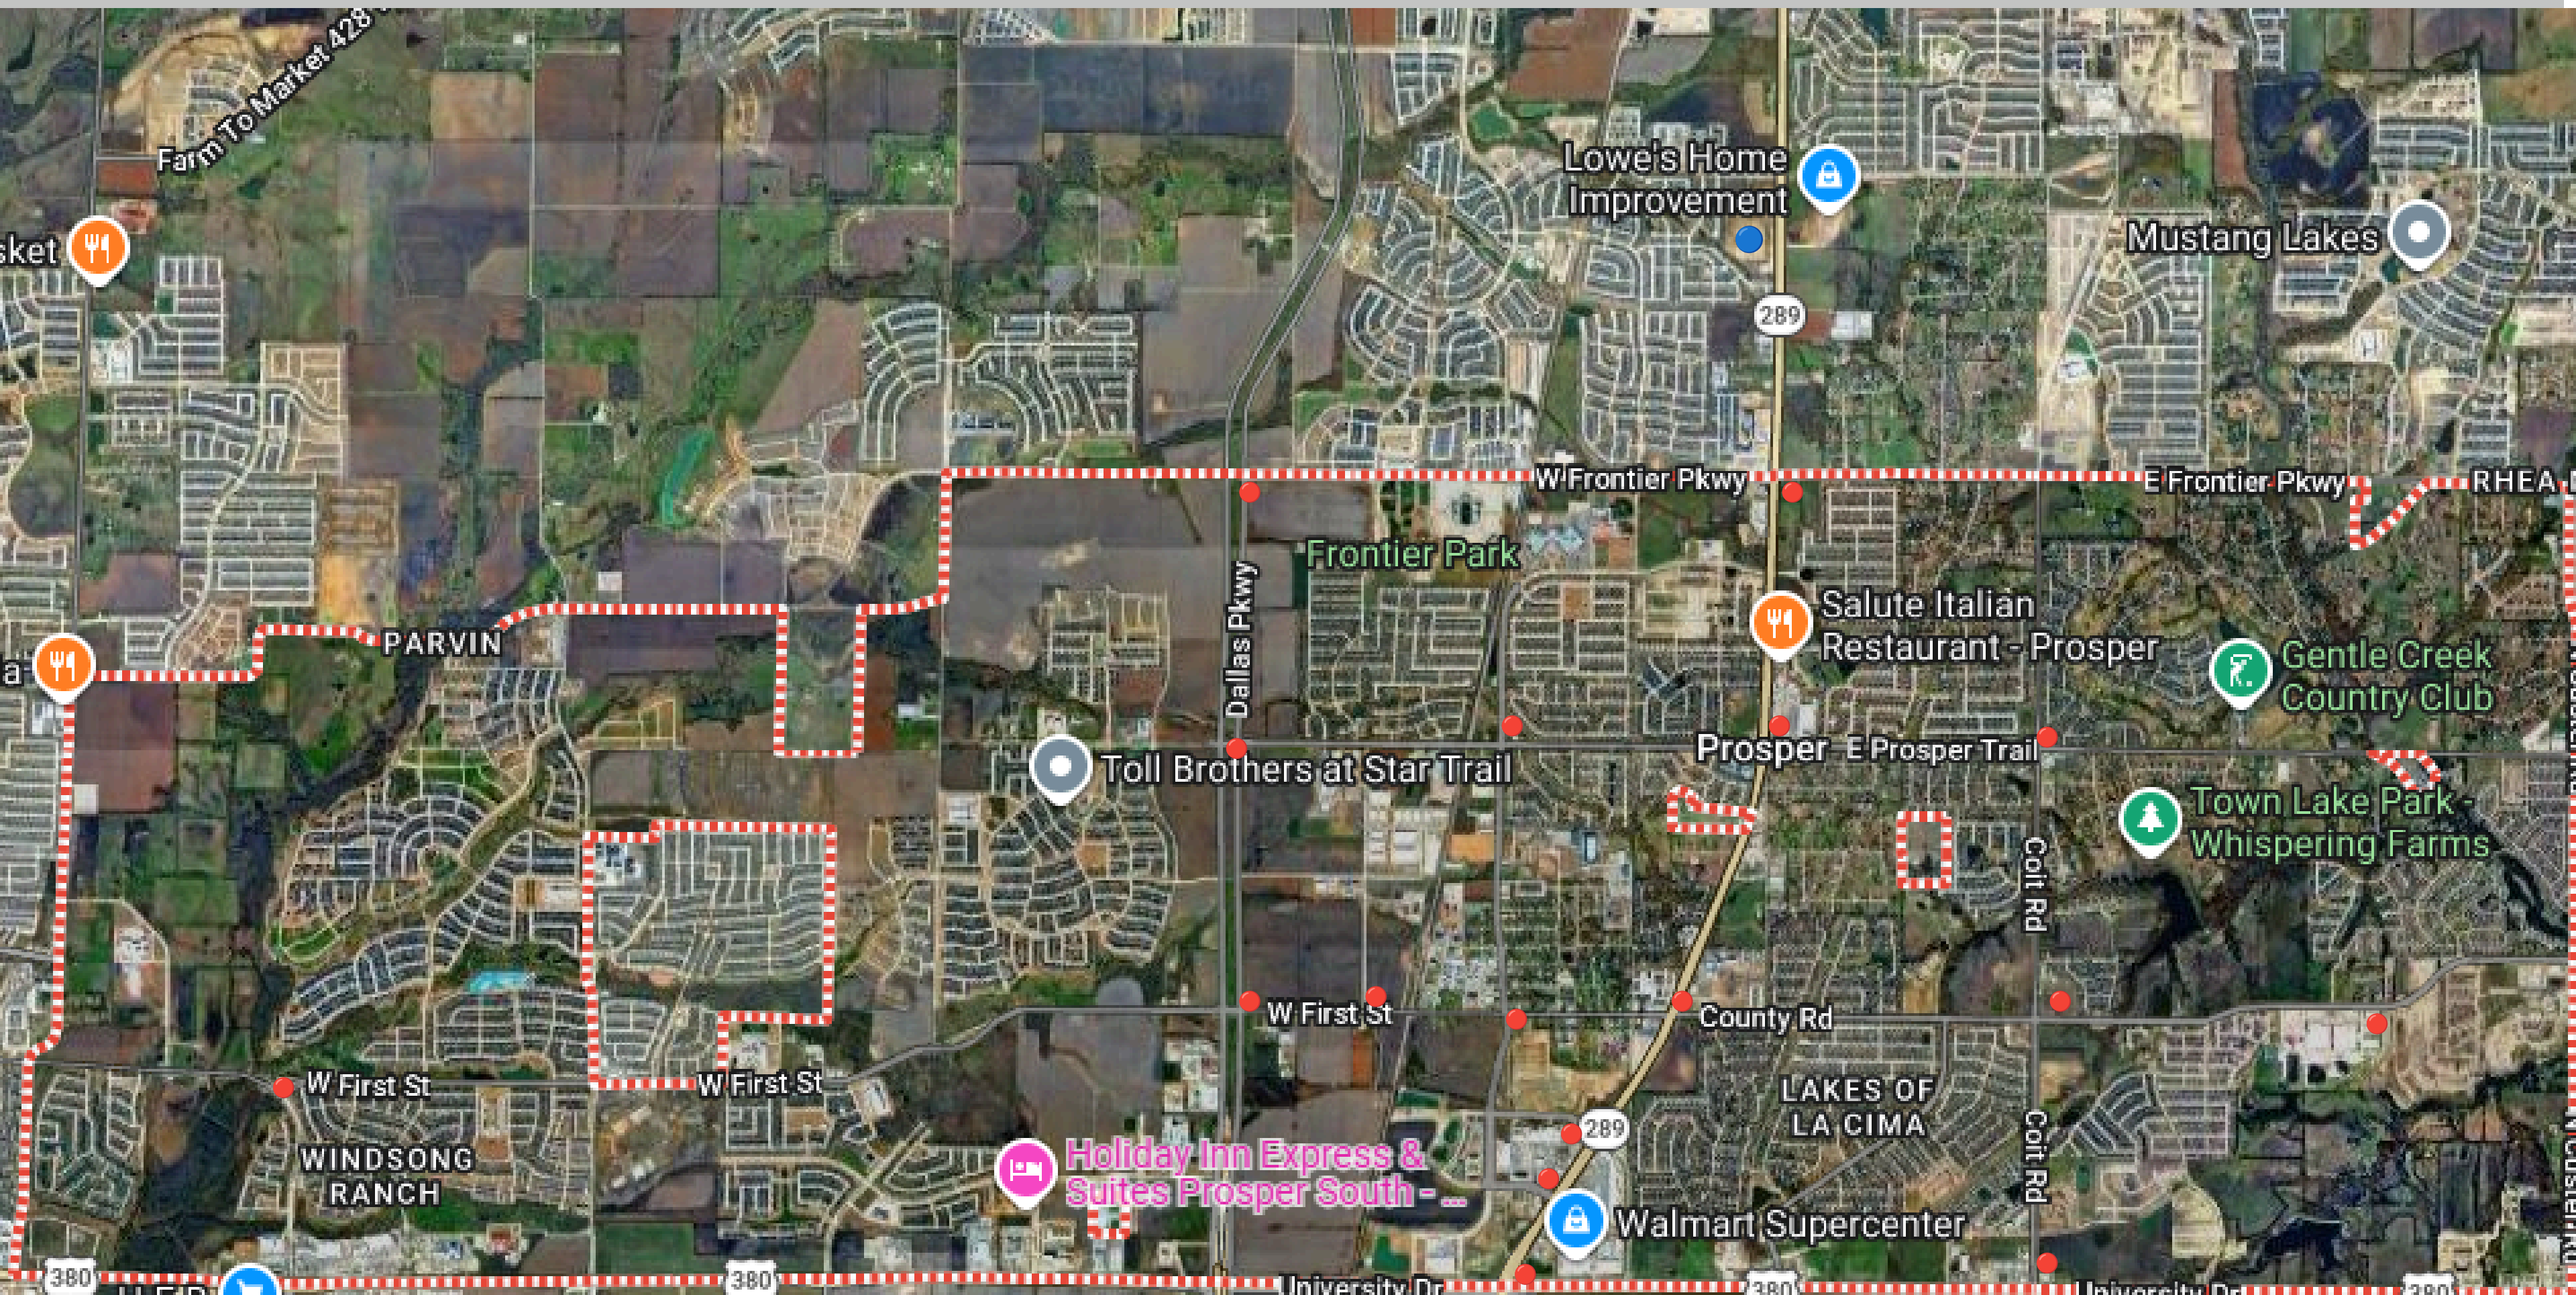 Farm To Market 428
Lowe's Home
Improvement
Mustang Lakes
sket
289
W Frontier Pkwy
E Frontier Pkwy
RHEA
Frontier Park
Dallas Pkwy
Salute Italian
Restaurant - Prosper
PARVIN
a
Gentle Creek
Country Club
Prosper
E Prosper Trail
Toll Brothers at Star Trail
Town Lake Park -
Whispering Farms
Coit Rd
W First St
County Rd
W First St
W First St
LAKES OF
LA CIMA
289
Coit Rd
WINDSONG
RANCH
Holiday Inn Express &
Suites Prosper South - ...
Walmart Supercenter
380
380
University Dr
380
University Dr
380